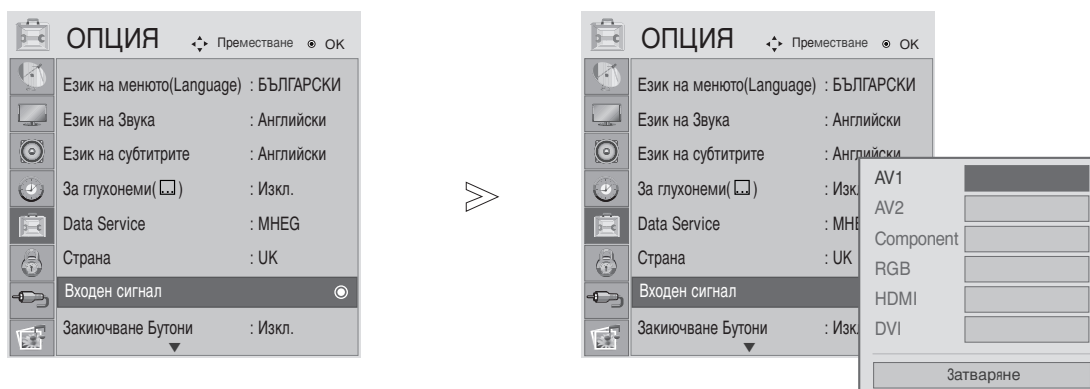 ОПЦИЯ Преместване OK
Език на менюто(Language) : БЪЛГАРСКИ
Език на Звука : Английски
Език на субтитрите : Английски
За глухонеми( ) : Изкл.
Data Service : MHEG
Страна : UK
Входен сигнал
Закиючване Бутони : Изкл.
ОПЦИЯ Преместване OK
Език на менюто(Language) : БЪЛГАРСКИ
Език на Звука : Английски
Език на субтитрите : Английски
За глухонеми( ) : Изк
Data Service : MHE
Страна : UK
Входен сигнал
Закиючване Бутони : Изк
AV1
AV2
Component
RGB
HDMI
DVI
Затваряне